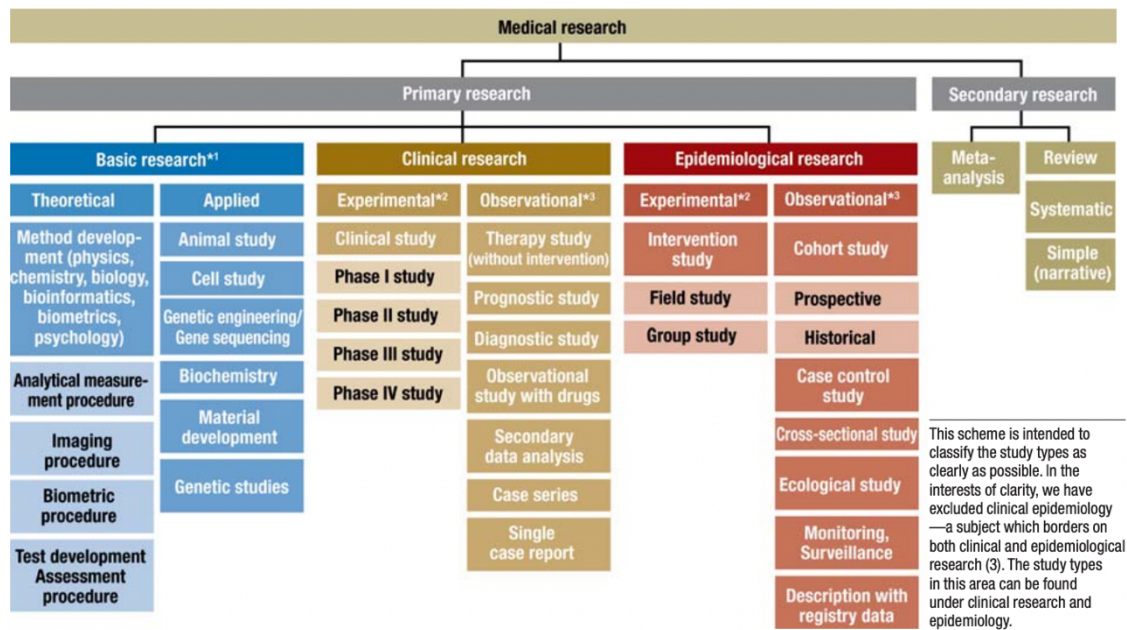 Medical research
Primary research
Secondary research
Basic research*1
Clinical research
Epidemiological research
Meta-
analysis
Review
Systematic
Simple
(narrative)
Theoretical
Method develop-
ment (physics,
chemistry, biology,
bioinformatics,
biometrics,
psychology)
Analytical measure-
ment procedure
Imaging
procedure
Biometric
procedure
Test development
Assessment
procedure
Applied
Animal study
Cell study
Genetic engineering/
Gene sequencing
Biochemistry
Material
development
Genetic studies
Experimental*2
Clinical study
Phase I study
Phase II study
Phase III study
Phase IV study
Observational*3
Therapy study
(without intervention)
Prognostic study
Diagnostic study
Observational
study with drugs
Secondary
data analysis
Case series
Single
case report
Experimental*2
Intervention
study
Field study
Group study
Observational*3
Cohort study
Prospective
Historical
Case control
study
Cross-sectional study
Ecological study
Monitoring,
Surveillance
Description with
registry data
This scheme is intended to
classify the study types as
clearly as possible. In the
interests of clarity, we have
excluded clinical epidemiology
—a subject which borders on
both clinical and epidemiological
research (3). The study types
in this area can be found
under clinical research and
epidemiology.